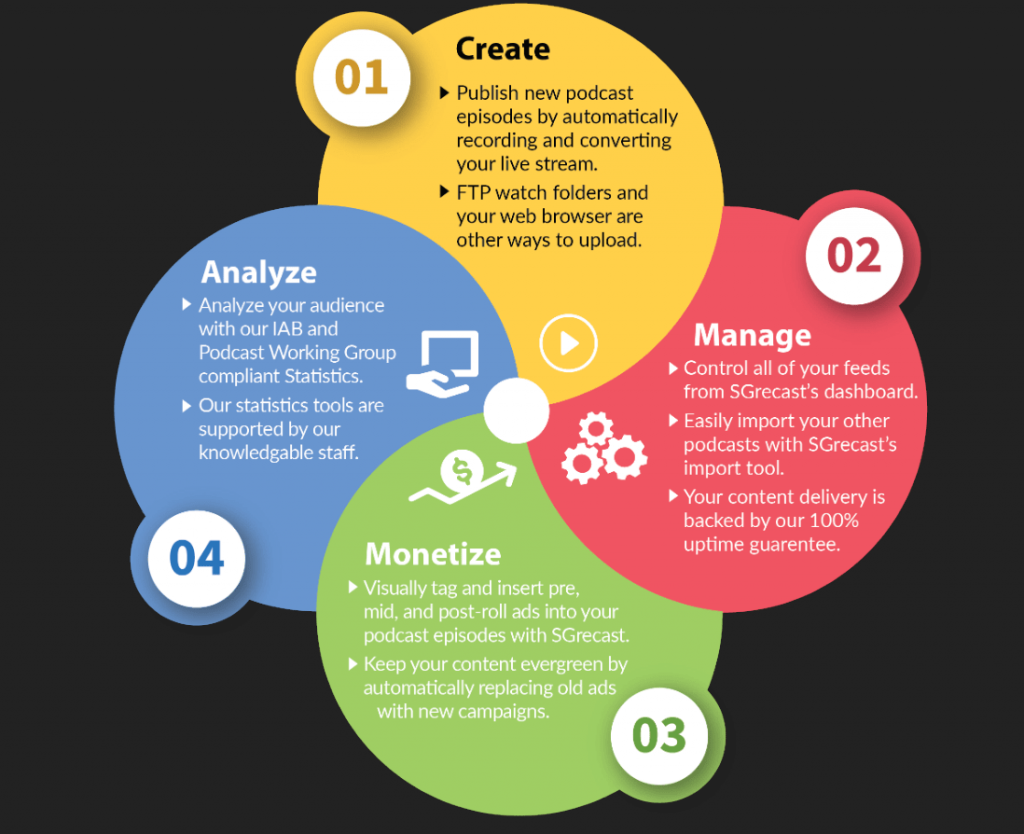 01
Create
Publish new podcast
episodes by automatically
recording and converting
your live stream.
FTP watch folders and
your web browser are
other ways to upload.
02
Manage
Control all of your feeds
from SGrecast's dashboard.
Easily import your other
podcasts with SGrecast's
import tool.
Your content delivery is
backed by our 100%
uptime guarentee.
$
Monetize
Visually tag and insert pre,
mid, and post-roll ads into your
podcast episodes with SGrecast.
Keep your content evergreen by
automatically replacing old ads
with new campaigns.
03
Analyze
Analyze your audience
with our IAB and
Podcast Working Group
compliant Statistics.
Our statistics tools are
supported by our
knowledgable staff.
04